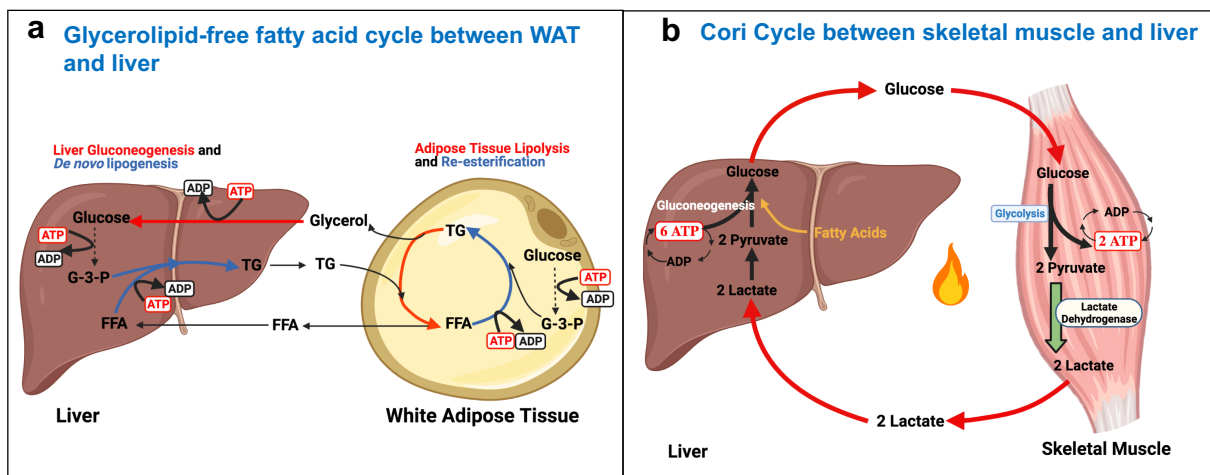 a
Glycerolipid-free fatty acid cycle between WAT
and liver
Liver Gluconeogenesis and
De novo lipogenesis
Adipose Tissue Lipolysis
and Re-esterification
ADP
ATP
Glucose
Glycerol
TG
ATP
ADP
Glucose
G-3-P
TG
TG
ATP
ADP
ADP
ATP
FFA
FFA
FFA
G-3-P
ATP
ADP
Liver
White Adipose Tissue
b
Cori Cycle between skeletal muscle and liver
Glucose
Glucose
Glucose
Gluconeogenesis
Glycolysis
ADP
6 ATP
Fatty Acids
2 Pyruvate
2 ATP
ADP
2 Pyruvate
2 Lactate
Lactate
Dehydrogenase
2 Lactate
2 Lactate
Liver
Skeletal Muscle